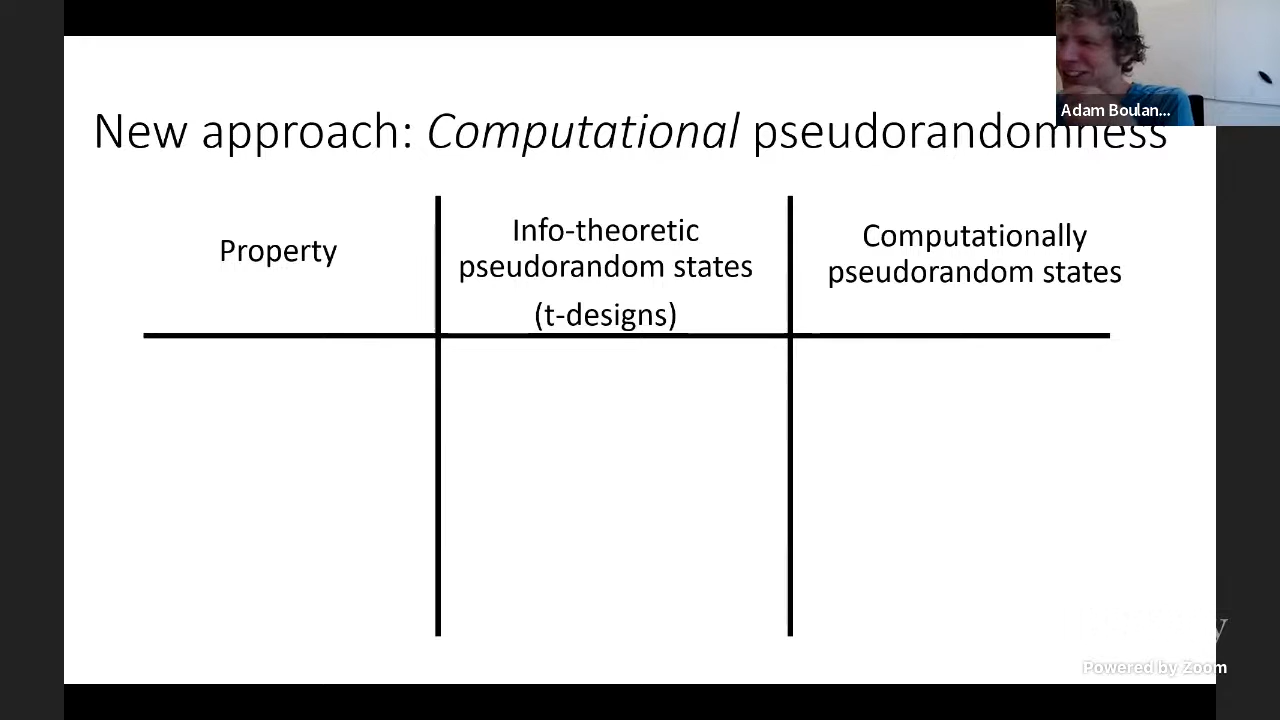 New approach: Computational pseudorandomness
Adam Boulan...
Property
Info-theoretic
pseudorandom states
(t-designs)
Computationally
pseudorandom states
y
Powered by Zoom